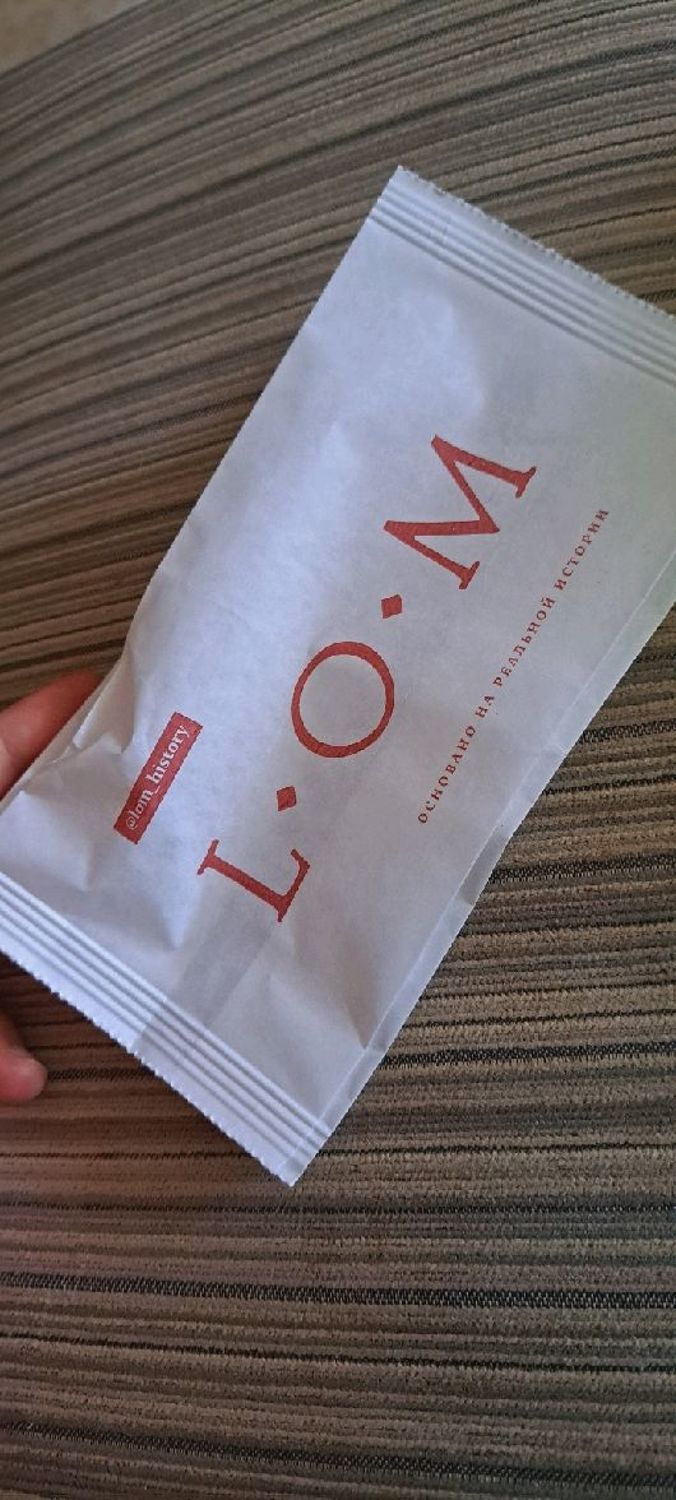 @lom_history
L·O·M
ОСНОВАНО НА РЕАЛЬНОЙ ИСТОРИИ